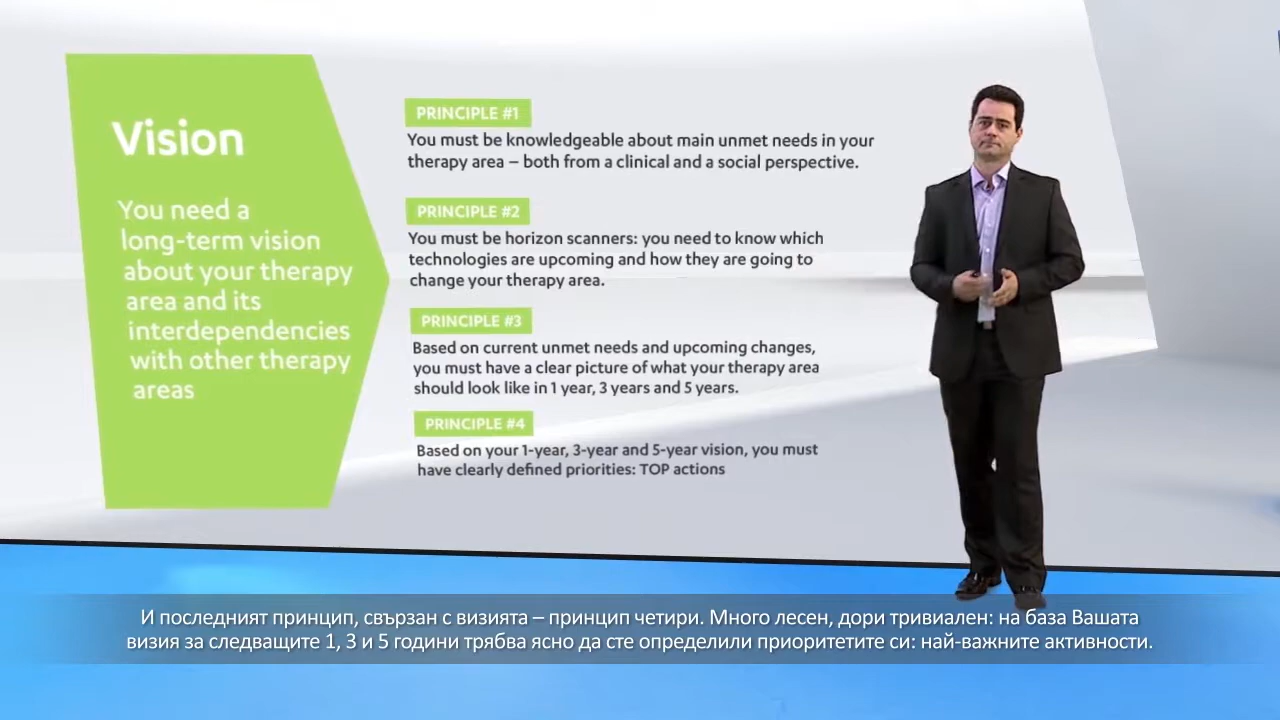 Vision
You need a
long-term vision
about your therapy
area and its
interdependencies
with other therapy
areas
PRINCIPLE #1
You must be knowledgeable about main unmet needs in your
therapy area – both from a clinical and a social perspective.
PRINCIPLE #2
You must be horizon scanners: you need to know which
technologies are upcoming and how they are going to
change your therapy area.
PRINCIPLE #3
Based on current unmet needs and upcoming changes,
you must have a clear picture of what your therapy area
should look like in 1 year, 3 years and 5 years.
PRINCIPLE #4
Based on your 1-year, 3-year and 5-year vision, you must
have clearly defined priorities: TOP actions
И последният принцип, свързан с визията – принцип четири. Много лесен, дори тривиален: на база Вашата
визия за следващите 1, 3 и 5 години трябва ясно да сте определили приоритетите си: най-важните активности.